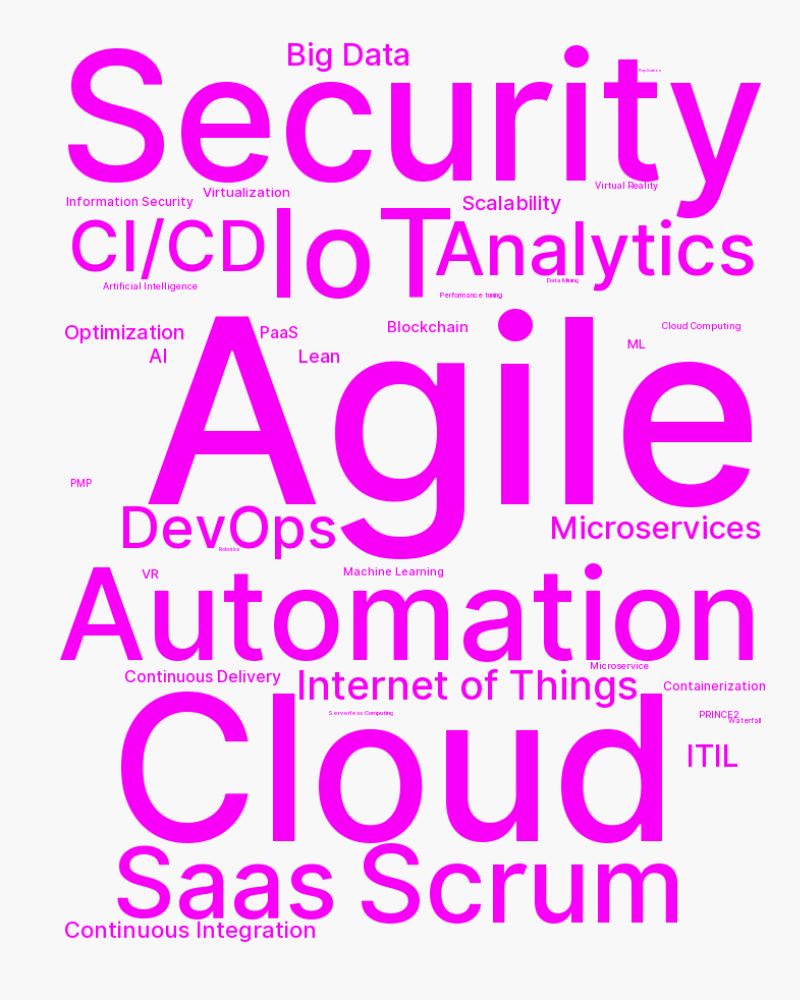 Big Data
Security
Replication
Virtual Reality
Virtualization
Information Security
Scalability
CI/CD
IoT
Analytics
Artificial Intelligence
Data Mining
Performance tuning
Optimization
PaaS
Blockchain
Cloud Computing
AI
Lean
ML
Agile
PMP
DevOps
Microservices
Robotics
VR
Machine Learning
Automation
Microservice
Continuous Delivery
Internet of Things
Containerization
Serverless Computing
PRINCE2
Waterfall
Cloud
ITIL
Saas
Scrum
Continuous Integration